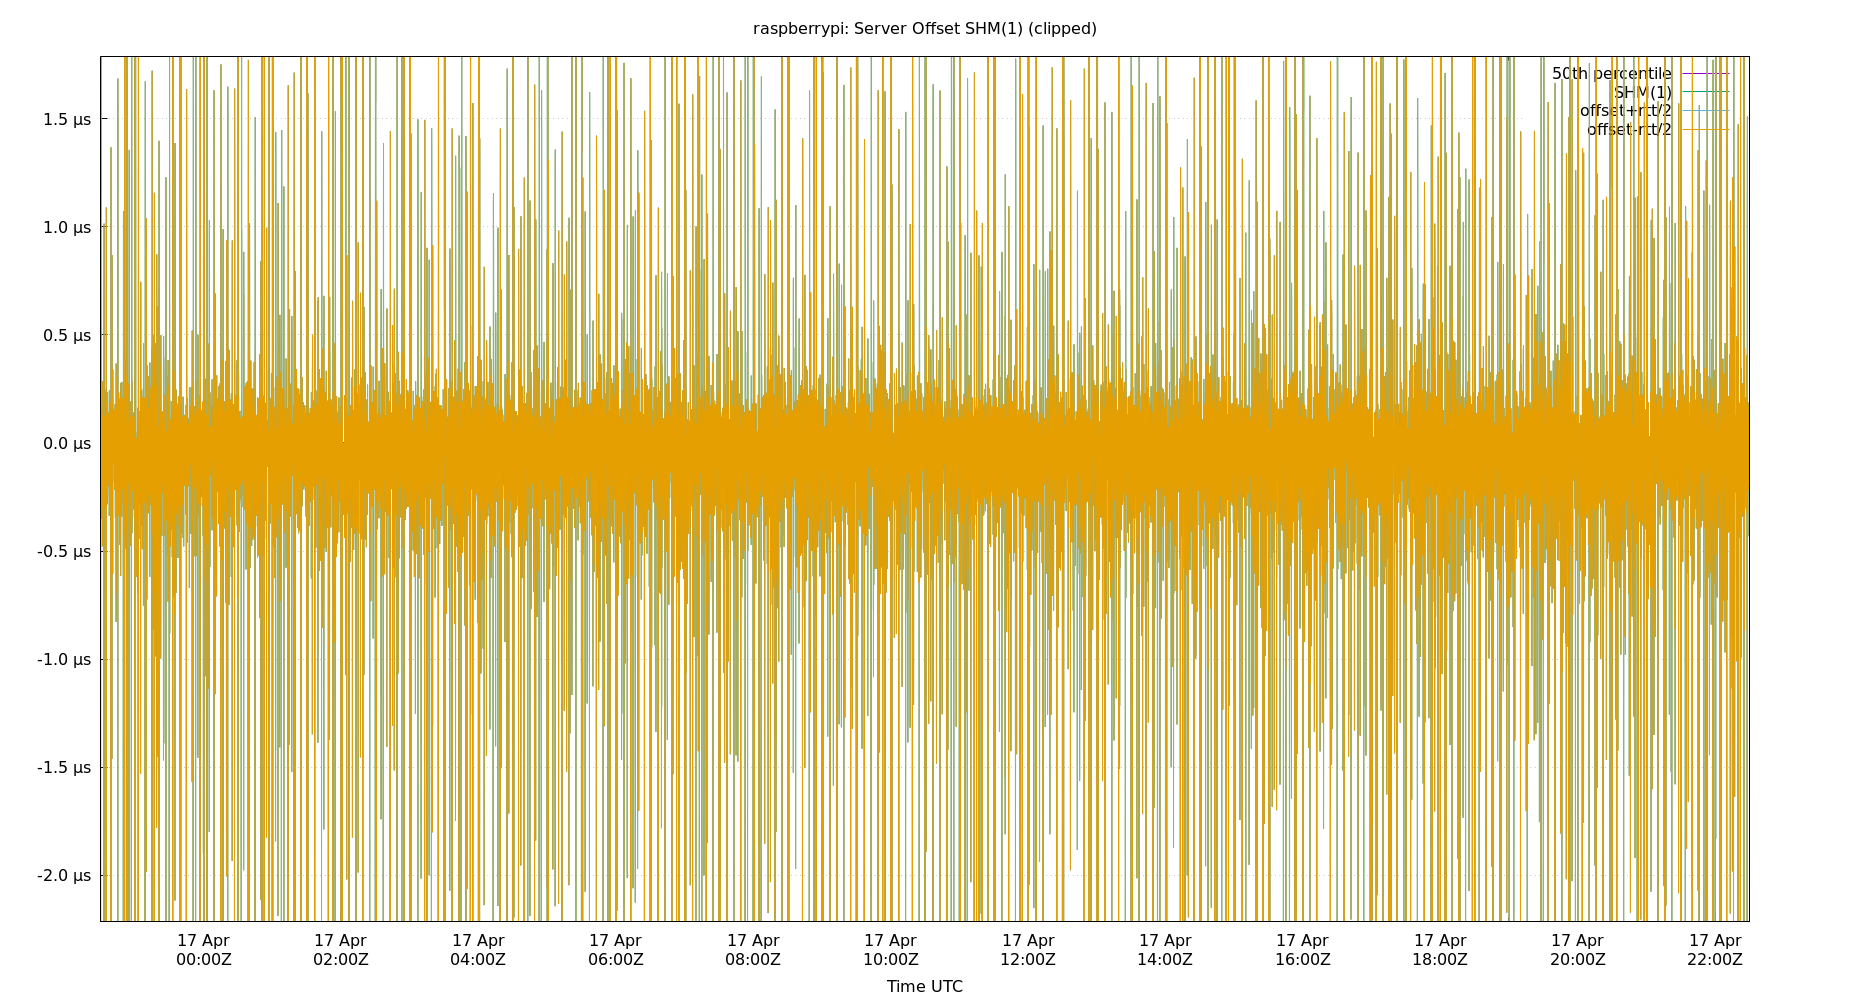 raspberrypi: Server Offset SHM(1) (clipped)
50th percentile
SHM(1)
offset+rtt/2
offset-rtt/2
1.5 µs
1.0 µs
0.5 µs
0.0 µs
-0.5 µs
-1.0 µs
-1.5 µs
-2.0 µs
17 Apr 17 Apr 17 Apr 17 Apr 17 Apr 17 Apr 17 Apr 17 Apr 17 Apr 17 Apr 17 Apr 17 Apr
00:00Z 02:00Z 04:00Z 06:00Z 08:00Z 10:00Z 12:00Z 14:00Z 16:00Z 18:00Z 20:00Z 22:00Z
Time UTC